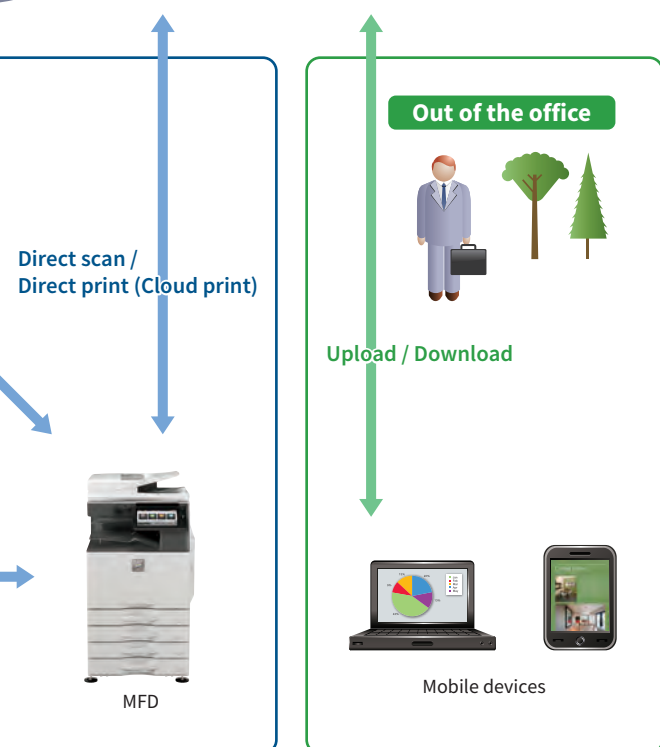 Out of the office
Direct scan /
Direct print (Cloud print)
Upload / Download
MFD
Mobile devices